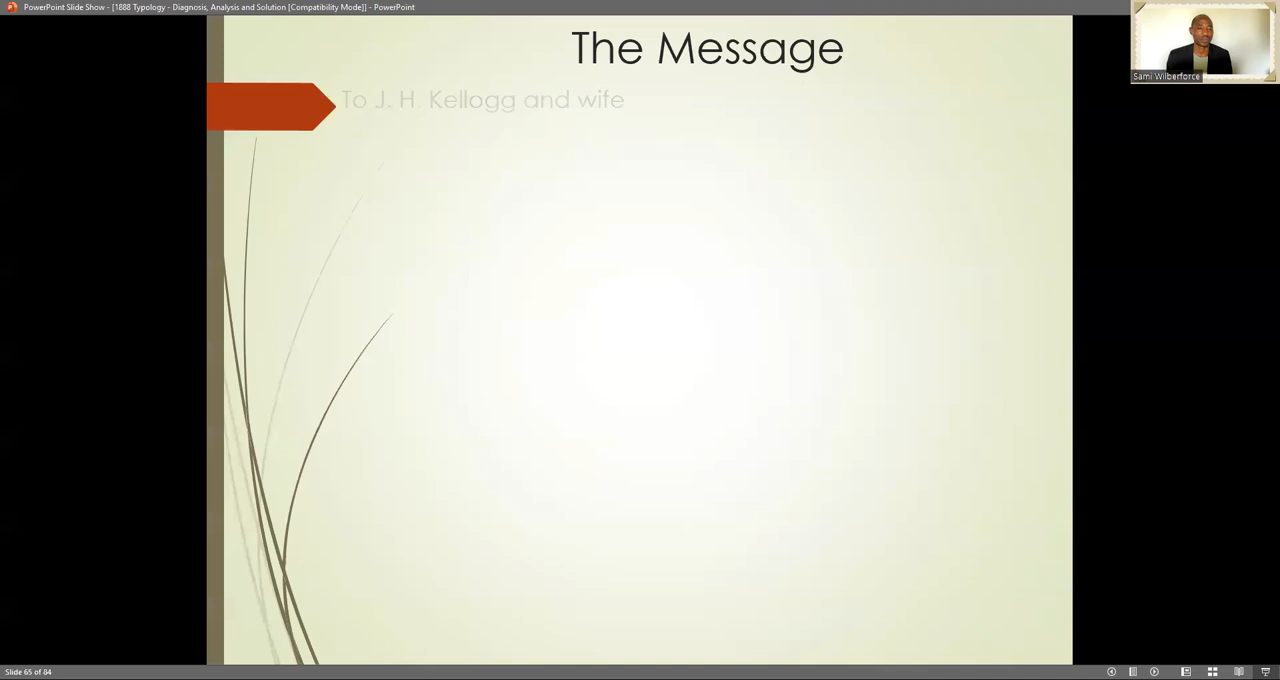 PowerPoint Slide Show - [1888 Typology - Diagnosis, Analysis and Solution [Compatibility Mode]] - PowerPoint
The Message
Sami Wilberforce
To J. H. Kellogg and wife
Slide 65 of 84